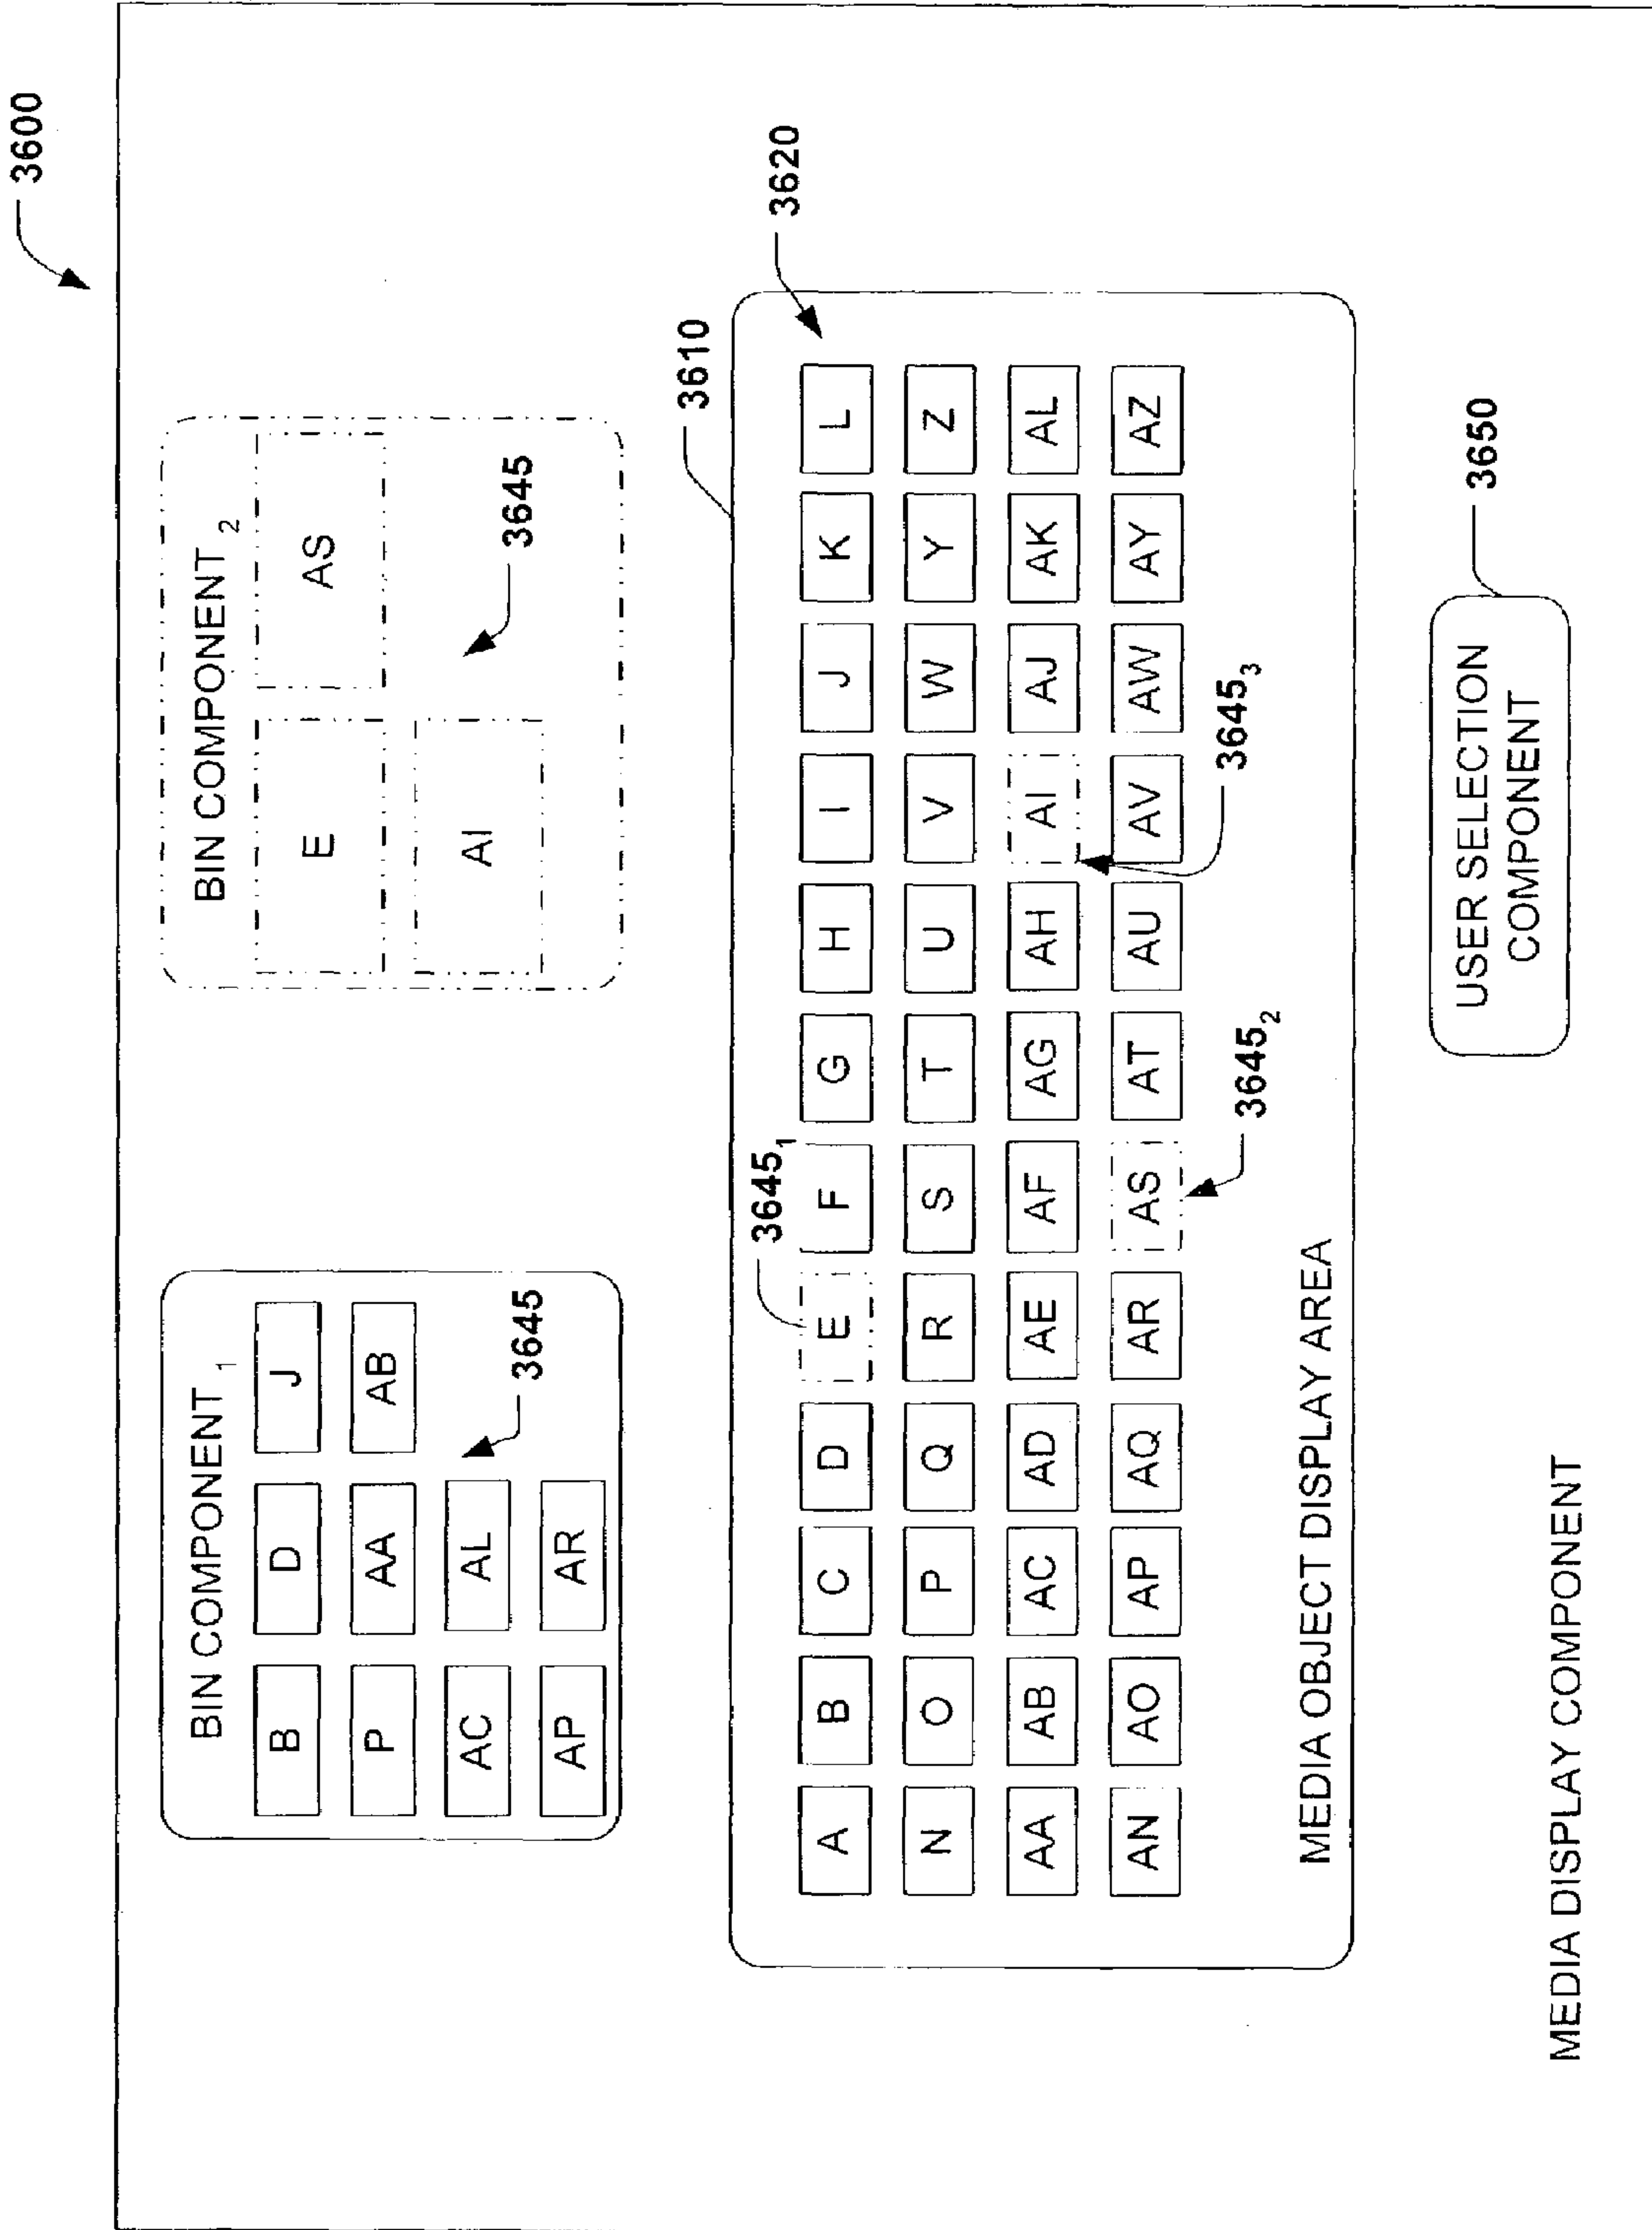 3600
BIN COMPONENT 1
B D J
P AA AB
AC AL
AP AR
3645
BIN COMPONENT 2
E AS
AI
3645
3610
3620
3645 1
A B C D E F G H I J K L
N O P Q R S T U V W Y Z
AA AB AC AD AE AF AG AH AI AJ AK AL
AN AO AP AQ AR AS AT AU AV AW AY AZ
3645 2
3645 3
MEDIA OBJECT DISPLAY AREA
USER SELECTION
COMPONENT
3650
MEDIA DISPLAY COMPONENT